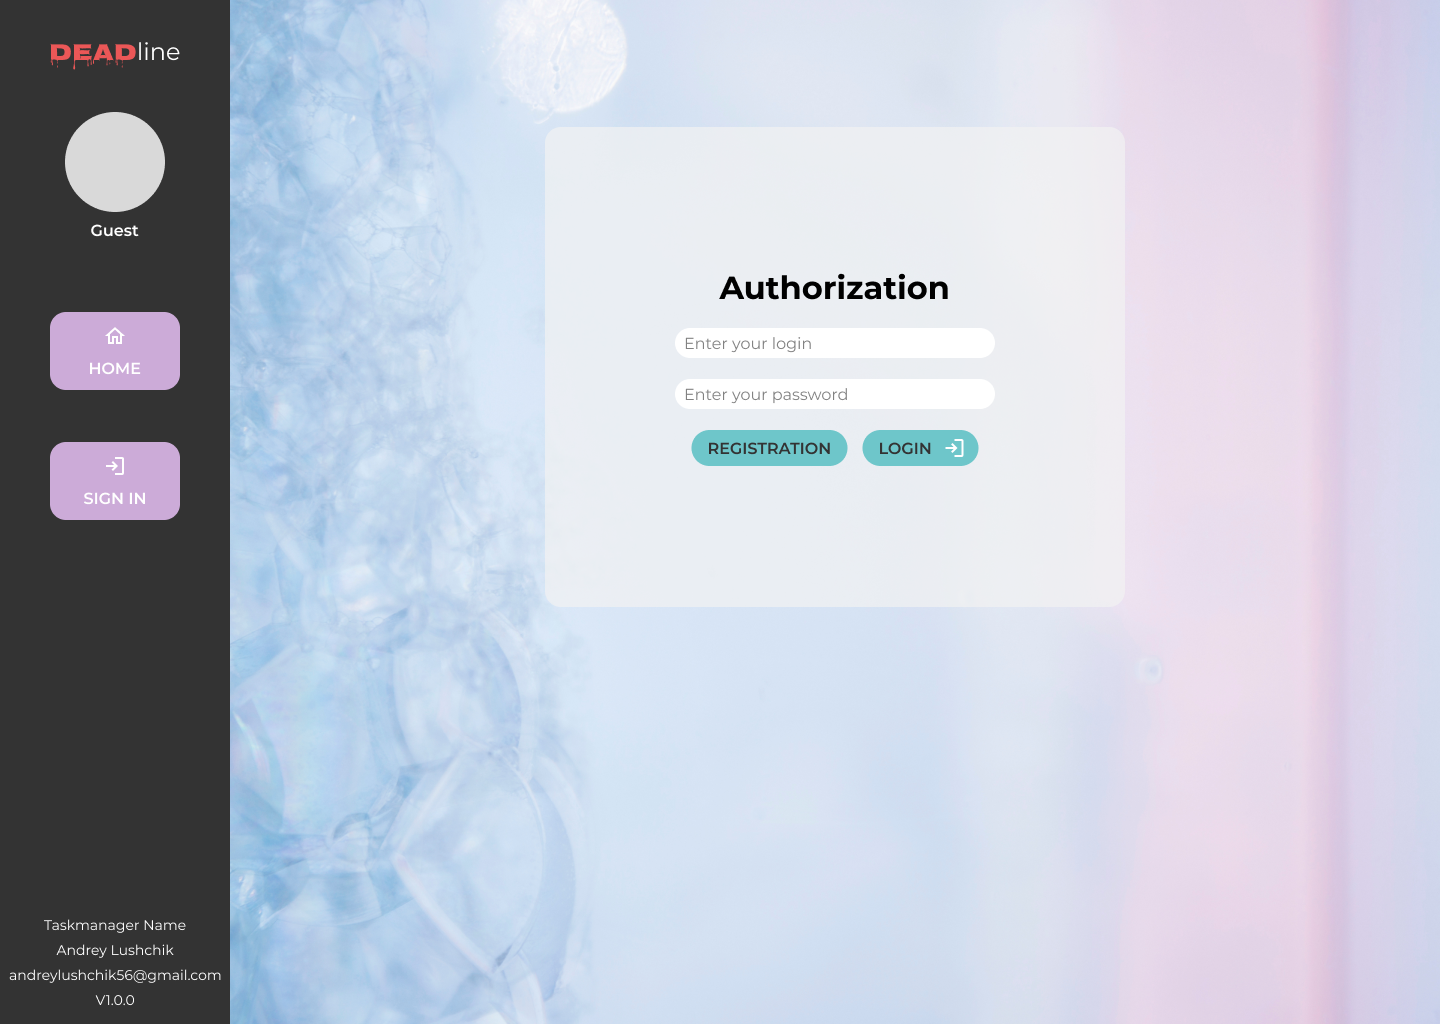 DEADline
Guest
HOME
SIGN IN
Taskmanager Name
Andrey Lushchik
andreylushchik56@gmail.com
V1.0.0
Authorization
Enter your login
Enter your password
REGISTRATION LOGIN